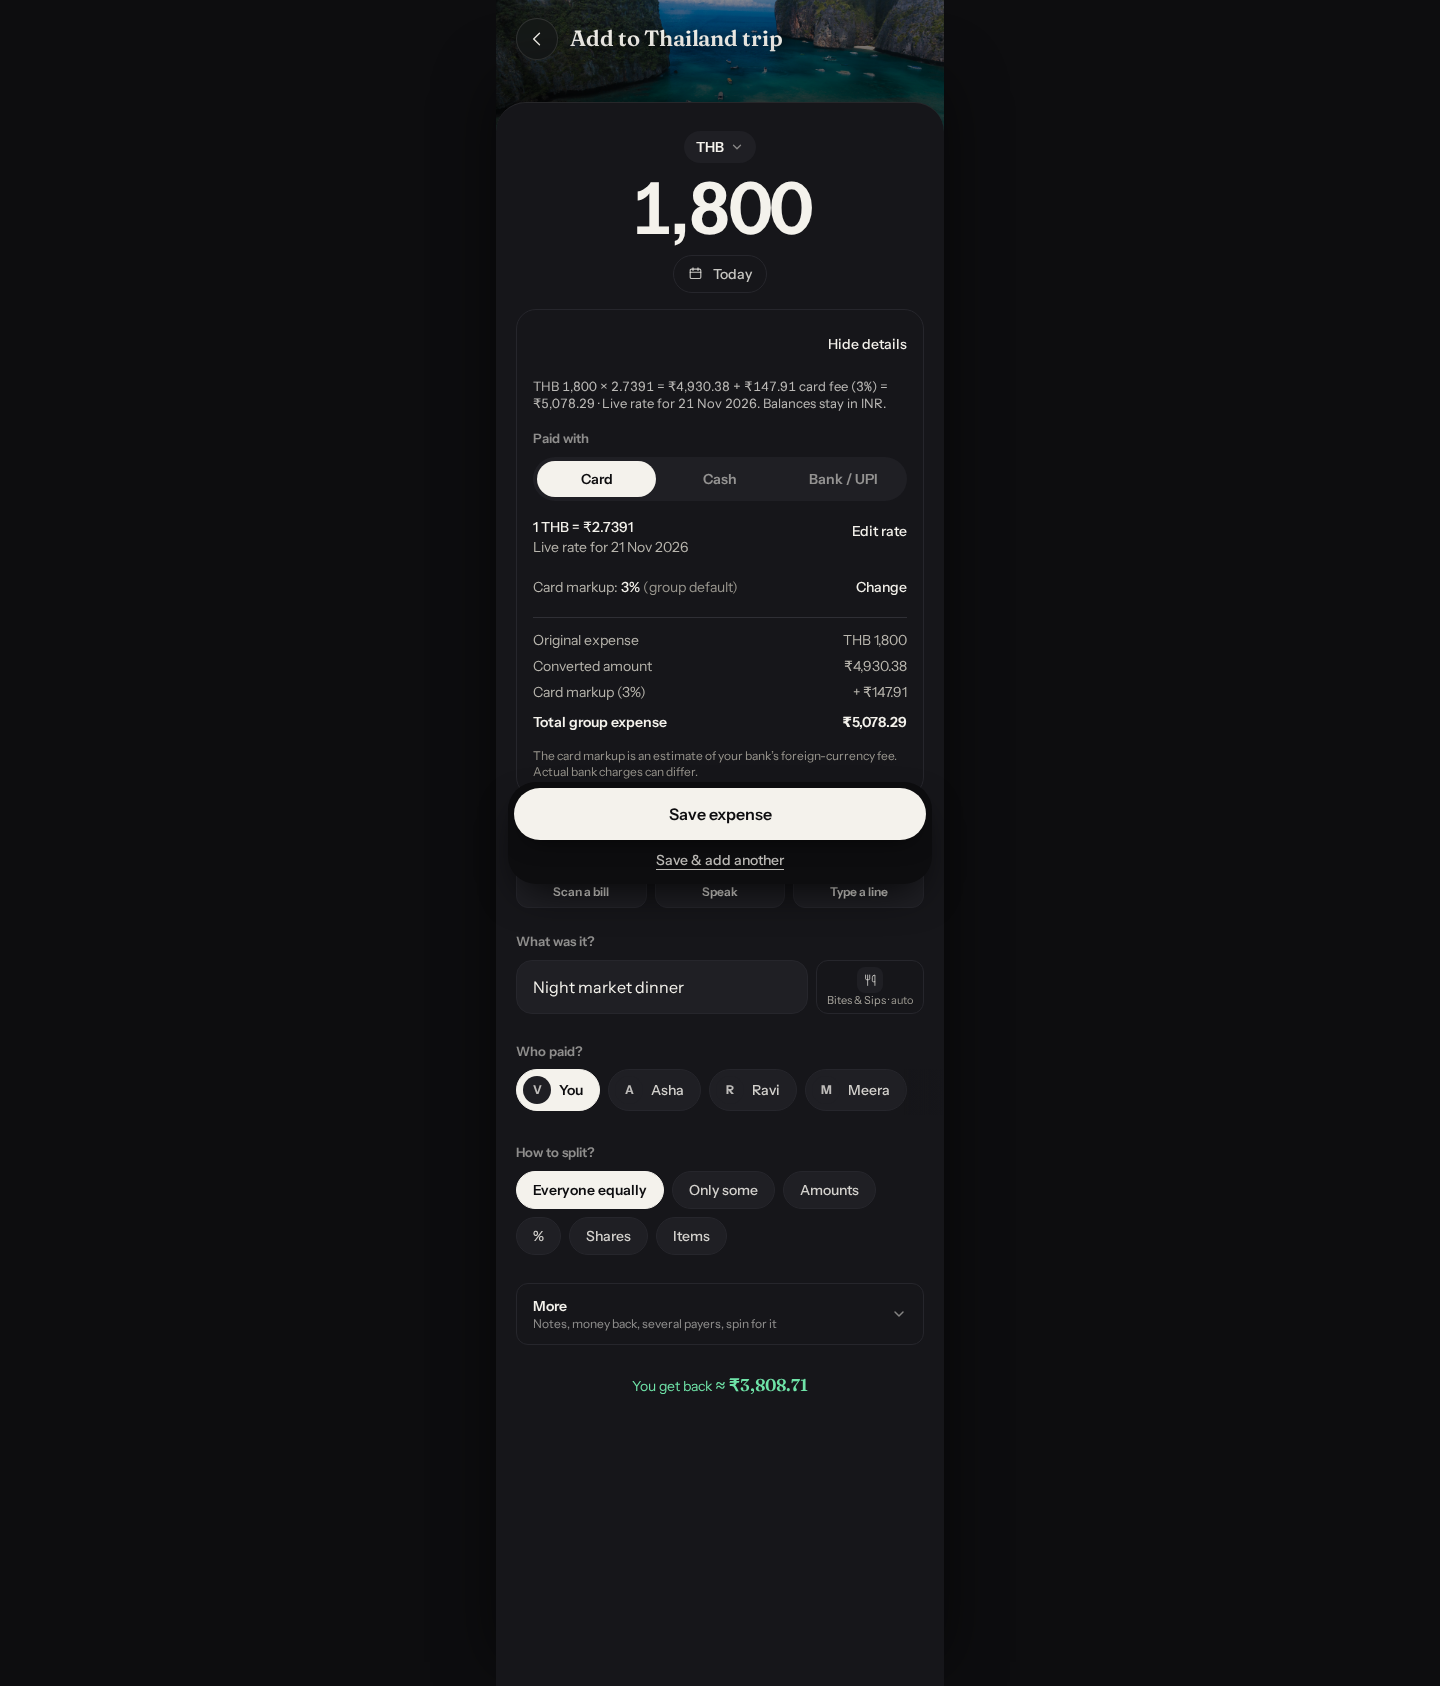 Add to Thailand trip
THB
1,800
Today
Hide details
THB 1,800 × 2.7391 = ₹4,930.38 + ₹147.91 card fee (3%) =
₹5,078.29 · Live rate for 21 Nov 2026. Balances stay in INR.
Paid with
Card Cash Bank / UPI
1 THB = ₹2.7391
Edit rate
Live rate for 21 Nov 2026
Card markup: 3% (group default) Change
Original expense THB 1,800
Converted amount ₹4,930.38
Card markup (3%) + ₹147.91
Total group expense ₹5,078.29
The card markup is an estimate of your bank's foreign-currency fee.
Actual bank charges can differ.
Save expense
Save & add another
Scan a bill Speak Type a line
What was it?
Night market dinner
Bites & Sips · auto
Who paid?
V You A Asha R Ravi M Meera
How to split?
Everyone equally Only some Amounts
% Shares Items
More
Notes, money back, several payers, spin for it
You get back ≈ ₹3,808.71